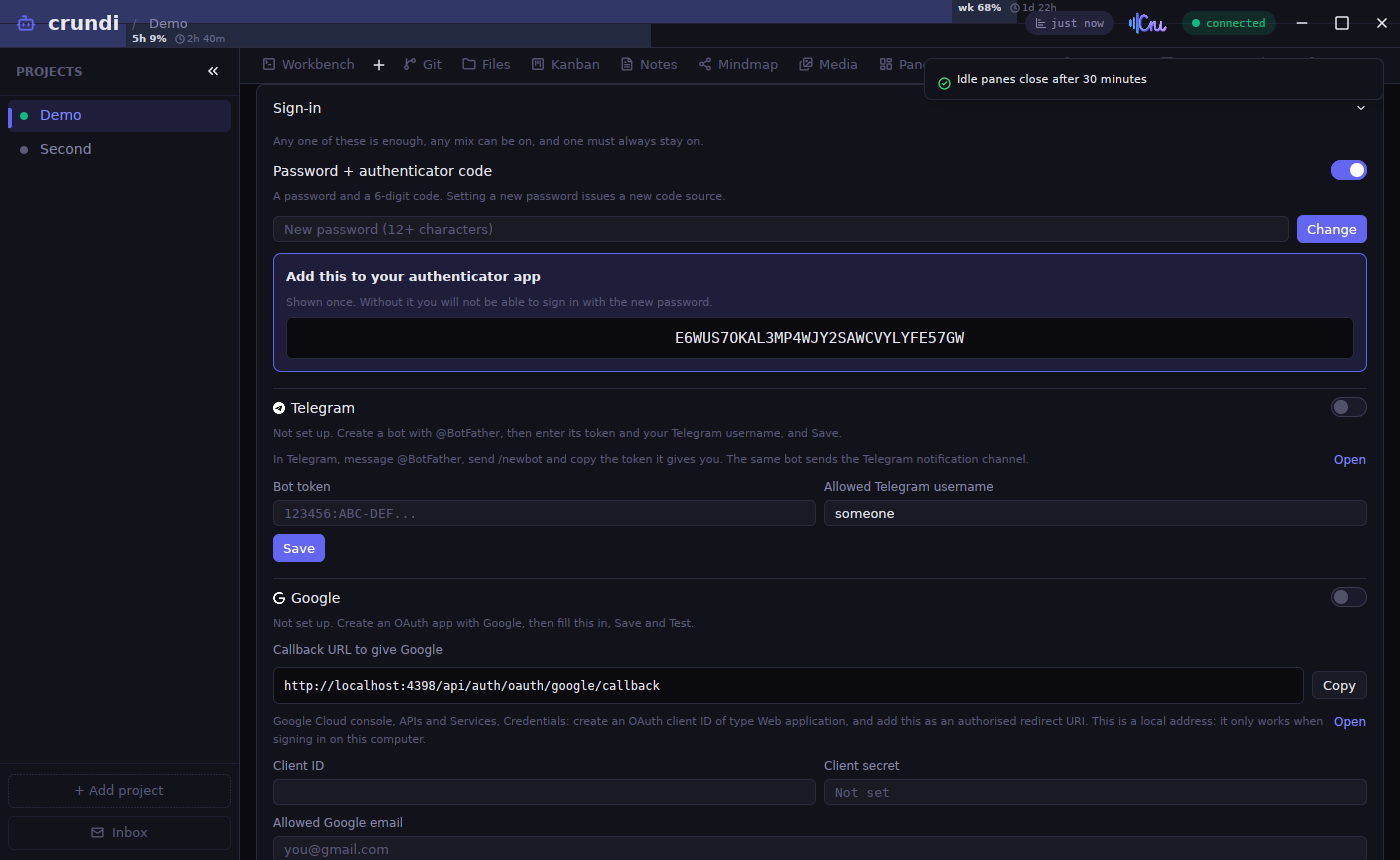 wk 68% 1d 22h
crundi / Demo
just now
connected
5h 9% 2h 40m
PROJECTS
Workbench
Git
Files
Kanban
Notes
Mindmap
Media
Idle panes close after 30 minutes
Demo
Second
Sign-in
Any one of these is enough, any mix can be on, and one must always stay on.
Password + authenticator code
A password and a 6-digit code. Setting a new password issues a new code source.
New password (12+ characters)
Change
Add this to your authenticator app
Shown once. Without it you will not be able to sign in with the new password.
E6WUS7OKAL3MP4WJY2SAWCVYLYFE57GW
Telegram
Not set up. Create a bot with @BotFather, then enter its token and your Telegram username, and Save.
In Telegram, message @BotFather, send /newbot and copy the token it gives you. The same bot sends the Telegram notification channel.
Open
Bot token
Allowed Telegram username
123456:ABC-DEF...
someone
Save
Google
Not set up. Create an OAuth app with Google, then fill this in, Save and Test.
Callback URL to give Google
http://localhost:4398/api/auth/oauth/google/callback
Copy
Google Cloud console, APIs and Services, Credentials: create an OAuth client ID of type Web application, and add this as an authorised redirect URI. This is a local address: it only works when
signing in on this computer.
Open
Client ID
Client secret
Not set
Allowed Google email
you@gmail.com
+ Add project
Inbox